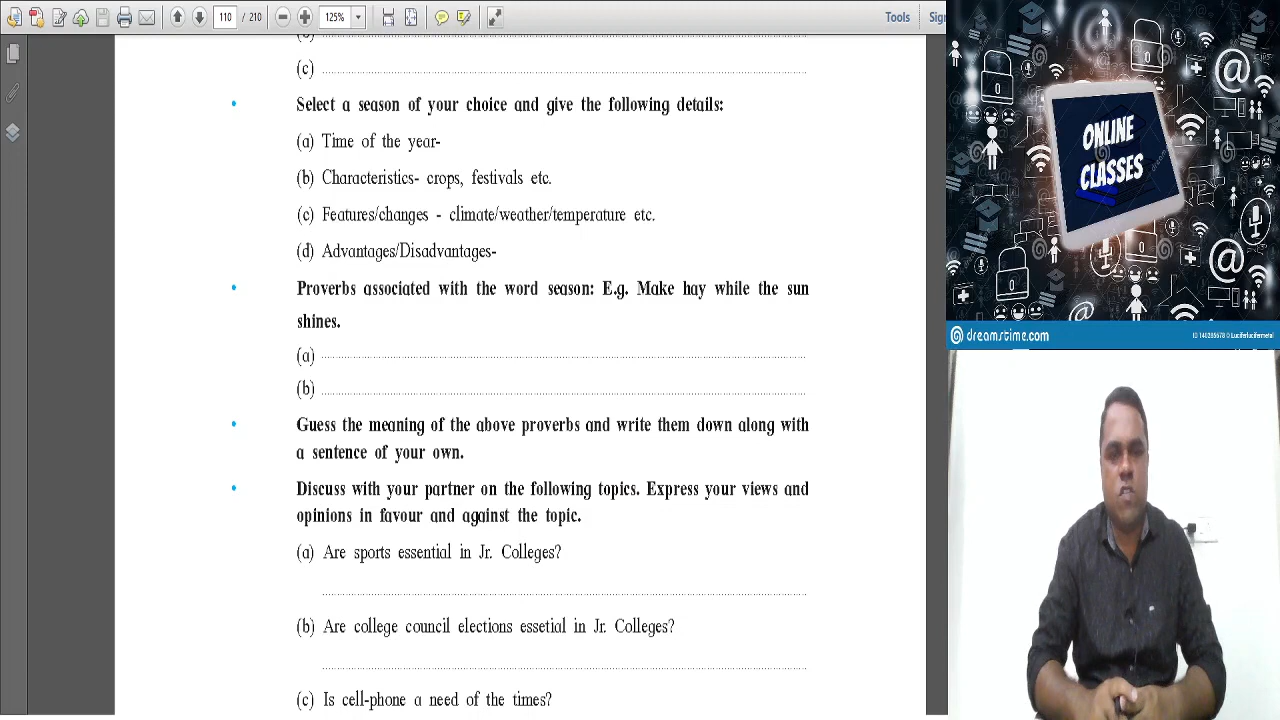 110 / 210
125%
Tools
Sig
(c)
Select a season of your choice and give the following details:
(a) Time of the year-
(b) Characteristics- crops, festivals etc.
(c) Features/changes - climate/weather/temperature etc.
(d) Advantages/Disadvantages-
Proverbs associated with the word season: E.g. Make hay while the sun
shines.
(a)
(b)
Guess the meaning of the above proverbs and write them down along with
a sentence of your own.
Discuss with your partner on the following topics. Express your views and
opinions in favour and against the topic.
(a) Are sports essential in Jr. Colleges?
(b) Are college council elections essetial in Jr. Colleges?
(c) Is cell-phone a need of the times?
ONLINE
CLASSES
dreamstime.com